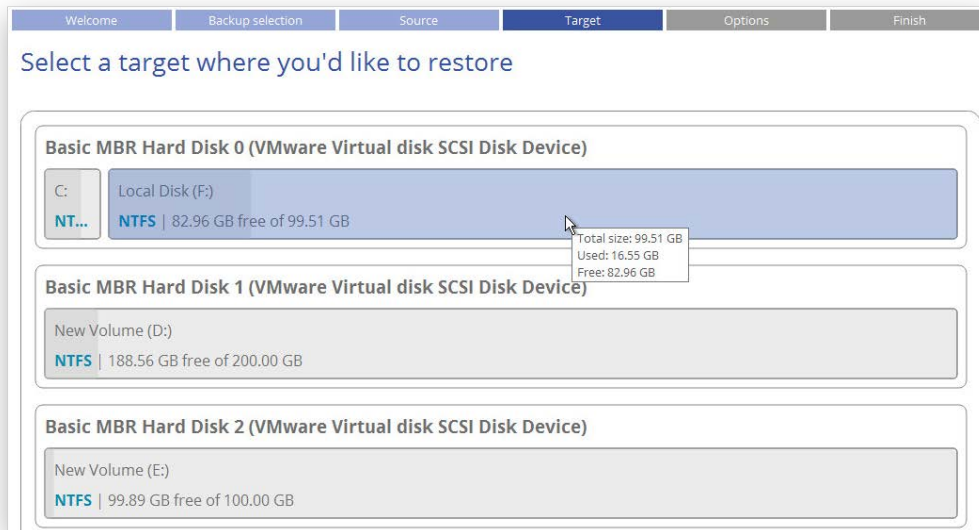 Welcome
Backup selection
Source
Target
Options
Finish
Select a target where you'd like to restore
Basic MBR Hard Disk 0 (VMware Virtual disk SCSI Disk Device)
C:
NT...
Local Disk (F:)
NTFS | 82.96 GB free of 99.51 GB
Total size: 99.51 GB
Used: 16.55 GB
Free: 82.96 GB
Basic MBR Hard Disk 1 (VMware Virtual disk SCSI Disk Device)
New Volume (D:)
NTFS | 188.56 GB free of 200.00 GB
Basic MBR Hard Disk 2 (VMware Virtual disk SCSI Disk Device)
New Volume (E:)
NTFS | 99.89 GB free of 100.00 GB